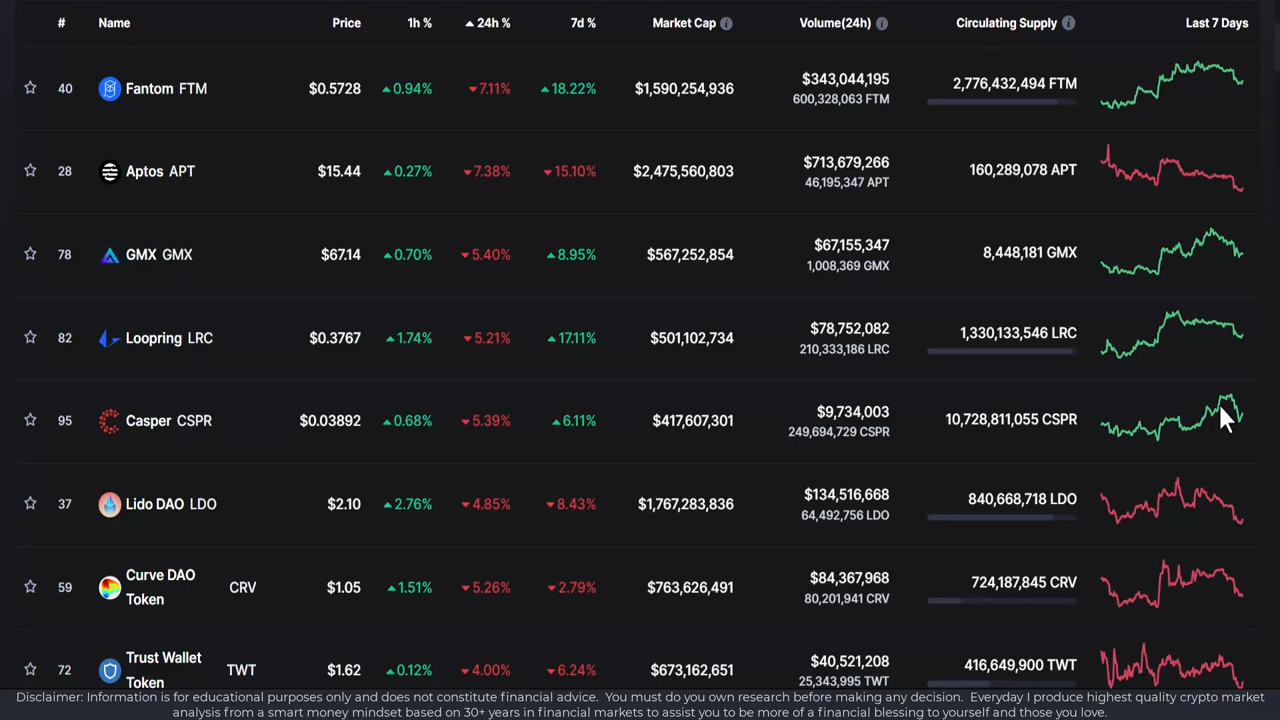 # Name Price 1h % 24h % 7d % Market Cap Volume(24h) Circulating Supply Last 7 Days
40 Fantom FTM $0.5728 0.94% 7.11% 18.22% $1,590,254,936 $343,044,195 2,776,432,494 FTM
600,328,063 FTM
28 Aptos APT $15.44 0.27% 7.38% 15.10% $2,475,560,803 $713,679,266 160,289,078 APT
46,195,347 APT
78 GMX GMX $67.14 0.70% 5.40% 8.95% $567,252,854 $67,155,347 8,448,181 GMX
1,008,369 GMX
82 Loopring LRC $0.3767 1.74% 5.21% 17.11% $501,102,734 $78,752,082 1,330,133,546 LRC
210,333,186 LRC
95 Casper CSPR $0.03892 0.68% 5.39% 6.11% $417,607,301 $9,734,003 10,728,811,055 CSPR
249,694,729 CSPR
37 Lido DAO LDO $2.10 2.76% 4.85% 8.43% $1,767,283,836 $134,516,668 840,668,718 LDO
64,492,756 LDO
59 Curve DAO Token CRV $1.05 1.51% 5.26% 2.79% $763,626,491 $84,367,968 724,187,845 CRV
80,201,941 CRV
72 Trust Wallet Token TWT $1.62 0.12% 4.00% 6.24% $673,162,651 $40,521,208 416,649,900 TWT
25,343,995 TWT
Disclaimer: Information is for educational purposes only and does not constitute financial advice. You must do you own research before making any decision. Everyday I produce highest quality crypto market
analysis from a smart money mindset based on 30+ years in financial markets to assist you to be more of a financial blessing to yourself and those you love